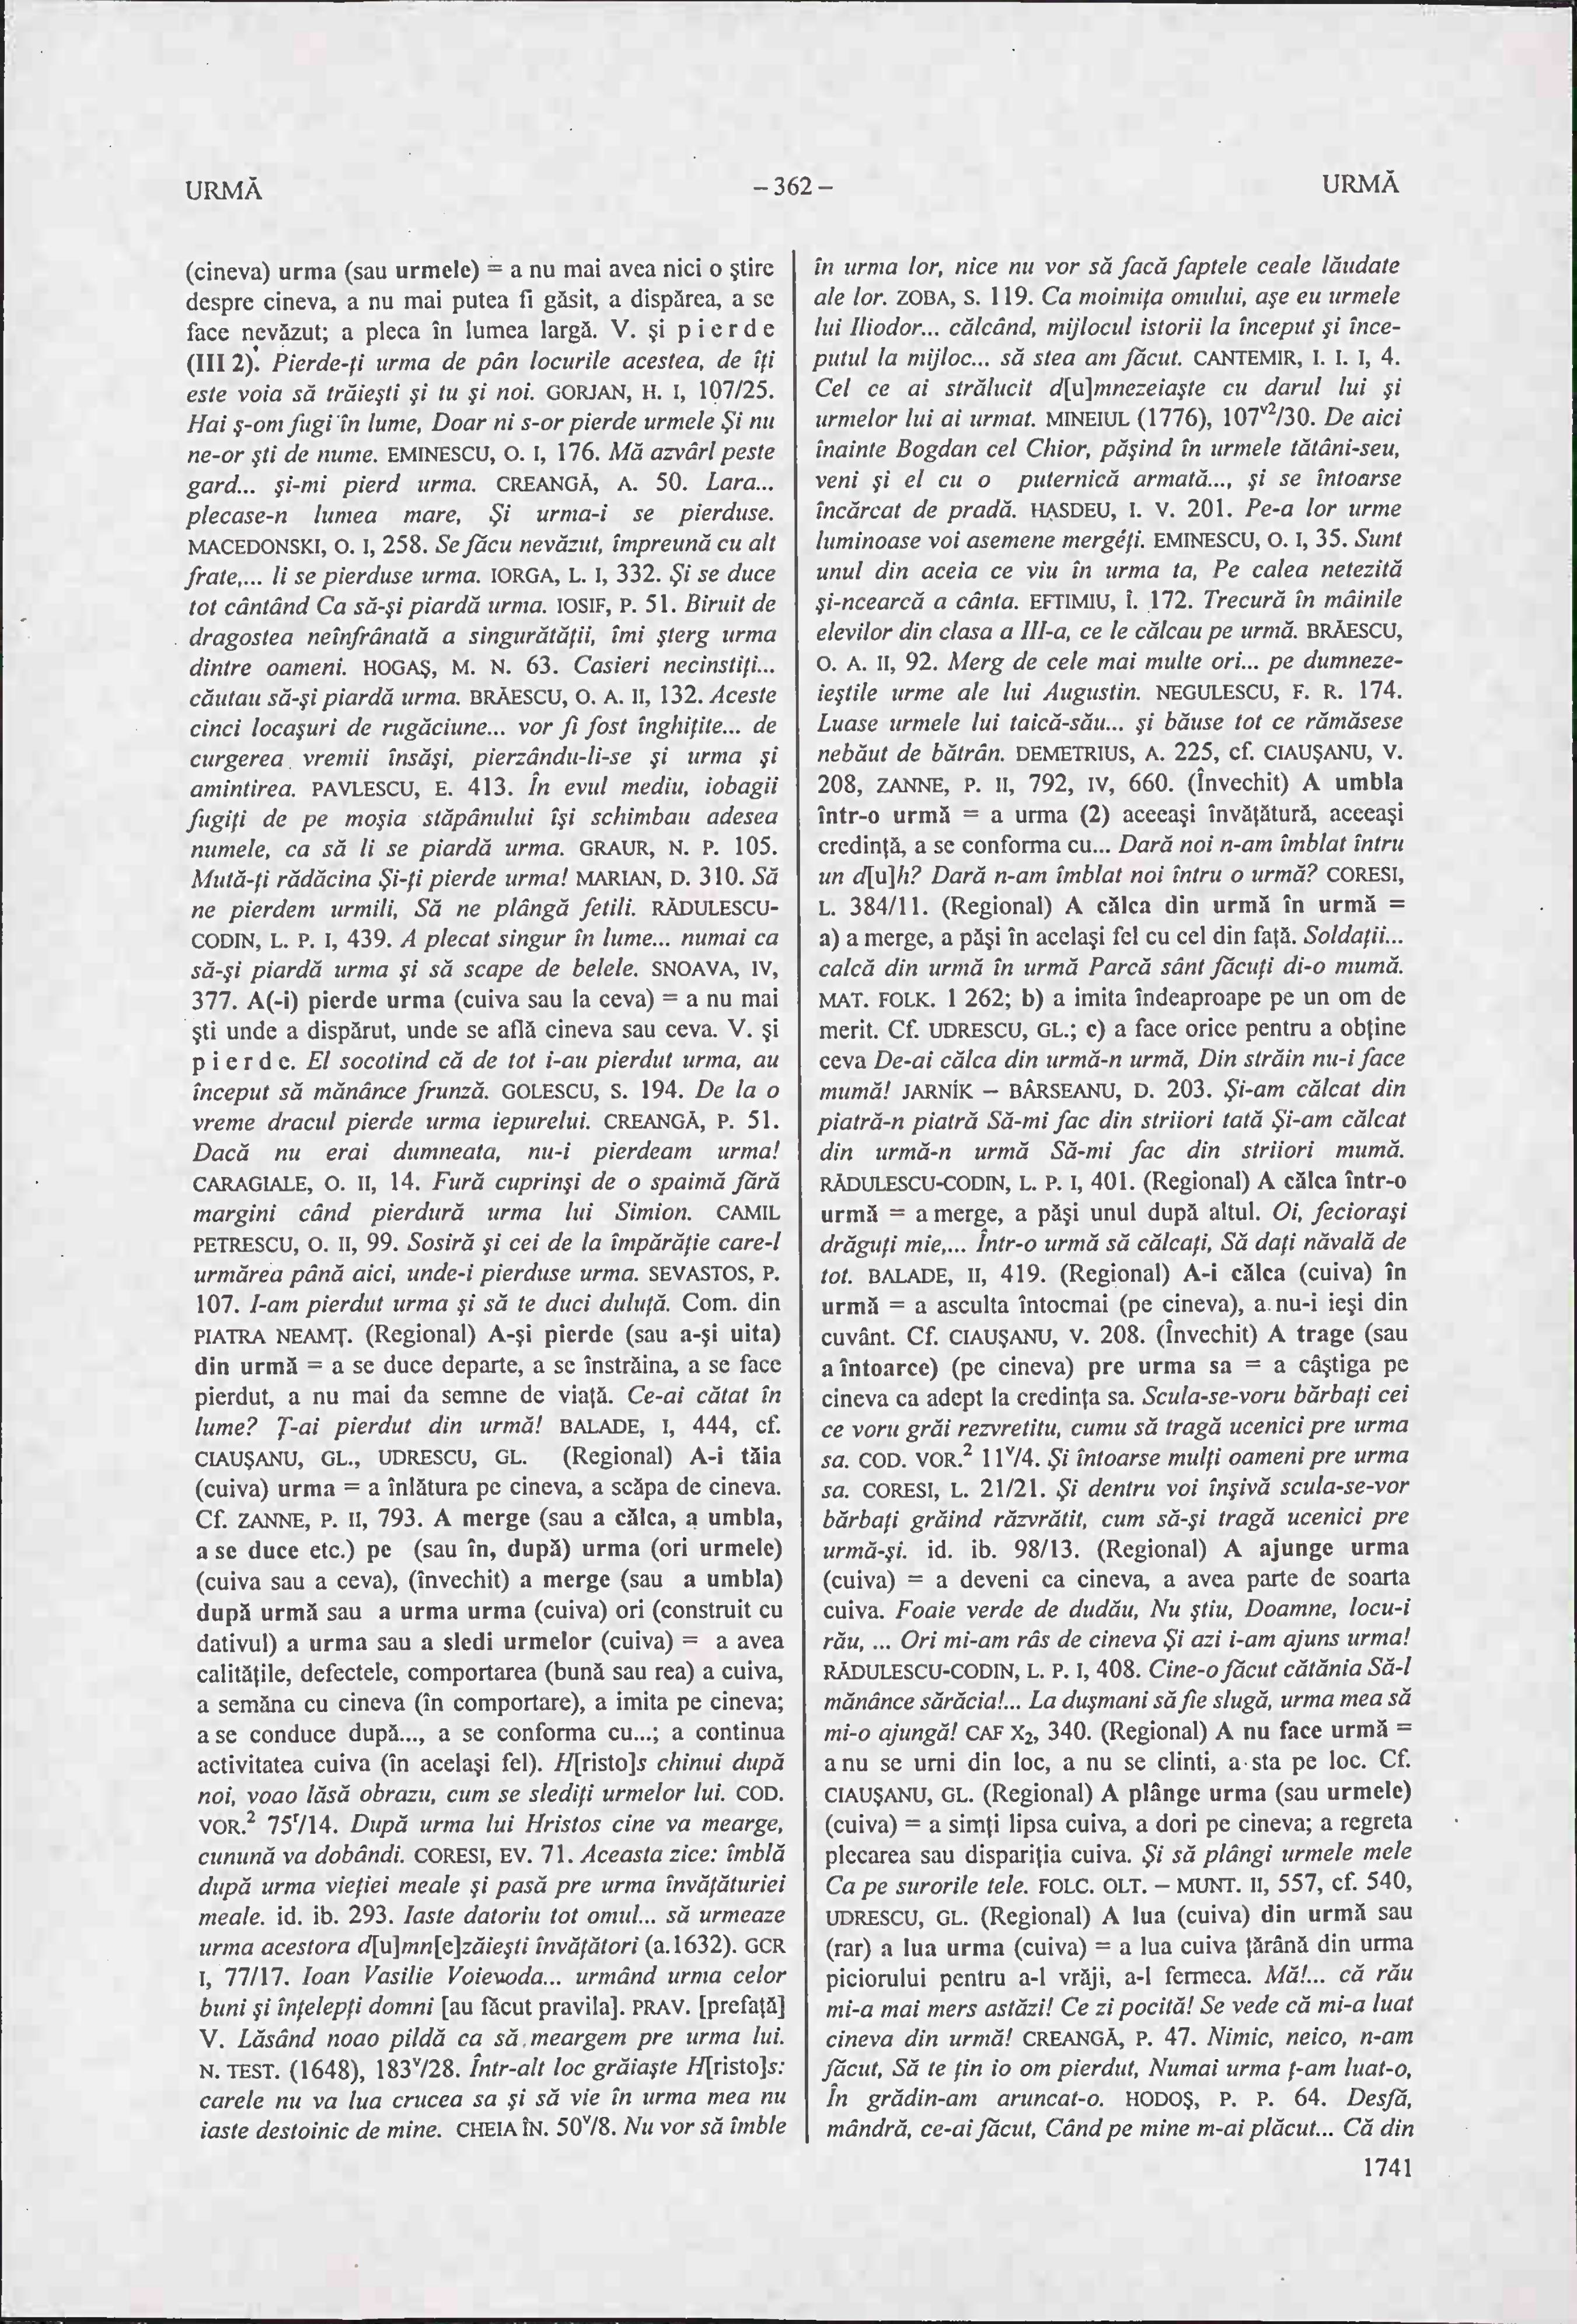 URMĂ
– 362 –
URMĂ
(cineva) urma (sau urmele) = a nu mai avea nici o ştire
despre cineva, a nu mai putea fi găsit, a dispărea, a se
face nevăzut; a pleca în lumea largă. V. şi p i e r d e
(III 2). Pierde-ţi urma de pân locurile acestea, de îţi
este voia să trăieşti şi tu şi noi. GORJAN, H. I, 107/25.
Hai ş-om fugi în lume, Doar ni s-or pierde urmele Şi nu
ne-or şti de nume. EMINESCU, O. I, 176. Mă azvârl peste
gard... şi-mi pierd urma. CREANGĂ, A. 50. Lara...
plecase-n lumea mare, Şi urma-i se pierduse.
MACEDONSKI, O. I, 258. Se făcu nevăzut, împreună cu alt
frate,... li se pierduse urma. IORGA, L. I, 332. Şi se duce
tot cântând Ca să-şi piardă urma. IOSIF, P. 51. Biruit de
dragostea neînfrânată a singurătăţii, îmi şterg urma
dintre oameni. HOGAŞ, M. N. 63. Casieri necinstiţi...
căutau să-şi piardă urma. BRĂESCU, O. A. II, 132. Aceste
cinci locaşuri de rugăciune... vor fi fost înghiţite... de
curgerea vremii însăşi, pierzându-li-se şi urma şi
amintirea. PAVLESCU, E. 413. În evul mediu, iobagii
fugiţi de pe moşia stăpânului îşi schimbau adesea
numele, ca să li se piardă urma. GRAUR, N. P. 105.
Mută-ţi rădăcina Şi-ţi pierde urma! MARIAN, D. 310. Să
ne pierdem urmili, Să ne plângă fetili. RĂDULESCU-
CODIN, L. P. I, 439. A plecat singur în lume... numai ca
să-şi piardă urma şi să scape de belele. SNOAVA, IV,
377. A(-i) pierde urma (cuiva sau la ceva) = a nu mai
şti unde a dispărut, unde se află cineva sau ceva. V. şi
p i e r d e. El socotind că de tot i-au pierdut urma, au
început să mănânce frunză. GOLESCU, S. 194. De la o
vreme dracul pierde urma iepurelui. CREANGĂ, P. 51.
Dacă nu erai dumneata, nu-i pierdeam urma!
CARAGIALE, O. II, 14. Fură cuprinşi de o spaimă fără
margini când pierdură urma lui Simion. CAMIL
PETRESCU, O. II, 99. Sosiră şi cei de la împărăţie care-l
urmărea până aici, unde-i pierduse urma. SEVASTOS, P.
107. I-am pierdut urma şi să te duci duluţă. Com. din
PIATRA NEAMŢ. (Regional) A-şi pierde (sau a-şi uita)
din urmă = a se duce departe, a se înstrăina, a se face
pierdut, a nu mai da semne de viaţă. Ce-ai cătat în
lume? Ţ-ai pierdut din urmă! BALADE, I, 444, cf.
CIAUŞANU, GL., UDRESCU, GL. (Regional) A-i tăia
(cuiva) urma = a înlătura pe cineva, a scăpa de cineva.
Cf. ZANNE, P. II, 793. A merge (sau a călca, a umbla,
a se duce etc.) pe (sau în, după) urma (ori urmele)
(cuiva sau a ceva), (învechit) a merge (sau a umbla)
după urmă sau a urma urma (cuiva) ori (construit cu
dativul) a urma sau a sledi urmelor (cuiva) = a avea
calităţile, defectele, comportarea (bună sau rea) a cuiva,
a semăna cu cineva (în comportare), a imita pe cineva;
a se conduce după..., a se conforma cu...; a continua
activitatea cuiva (în acelaşi fel). H[risto]s chinui după
noi, voao lăsă obrazu, cum se slediţi urmelor lui. COD.
VOR.² 75ʳ/14. După urma lui Hristos cine va mearge,
cunună va dobândi. CORESI, EV. 71. Aceasta zice: îmblă
după urma vieţiei meale şi pasă pre urma învăţăturiei
meale. id. ib. 293. Iaste datoriu tot omul... să urmeaze
urma acestora d[u]mn[e]zăieşti învăţători (a.1632). GCR
I, 77/17. Ioan Vasilie Voievoda... urmând urma celor
buni şi înţelepţi domni [au făcut pravila]. PRAV. [prefaţă]
V. Lăsând noao pildă ca să meargem pre urma lui.
N. TEST. (1648), 183ᵛ/28. Într-alt loc grăiaşte H[risto]s:
carele nu va lua crucea sa şi să vie în urma mea nu
iaste destoinic de mine. CHEIA ÎN. 50ᵛ/8. Nu vor să îmble
în urma lor, nice nu vor să facă faptele ceale lăudate
ale lor. ZOBA, S. 119. Ca moimiţa omului, aşe eu urmele
lui Iliodor... călcând, mijlocul istorii la început şi înce-
putul la mijloc... să stea am făcut. CANTEMIR, I. I. I, 4.
Cel ce ai strălucit d[u]mnezeiaşte cu darul lui şi
urmelor lui ai urmat. MINEIUL (1776), 107ᵛ²/30. De aici
înainte Bogdan cel Chior, păşind în urmele tătâni-seu,
veni şi el cu o puternică armată..., şi se întoarse
încărcat de pradă. HASDEU, I. V. 201. Pe-a lor urme
luminoase voi asemene mergéţi. EMINESCU, O. I, 35. Sunt
unul din aceia ce viu în urma ta, Pe calea netezită
şi-ncearcă a cânta. EFTIMIU, Î. 172. Trecură în mâinile
elevilor din clasa a III-a, ce le călcau pe urmă. BRĂESCU,
O. A. II, 92. Merg de cele mai multe ori... pe dumneze-
ieştile urme ale lui Augustin. NEGULESCU, F. R. 174.
Luase urmele lui taică-său... şi băuse tot ce rămăsese
nebăut de bătrân. DEMETRIUS, A. 225, cf. CIAUŞANU, V.
208, ZANNE, P. II, 792, IV, 660. (Învechit) A umbla
într-o urmă = a urma (2) aceeaşi învăţătură, aceeaşi
credinţă, a se conforma cu... Dară noi n-am îmblat întru
un d[u]h? Dară n-am îmblat noi întru o urmă? CORESI,
L. 384/11. (Regional) A călca din urmă în urmă =
a) a merge, a păşi în acelaşi fel cu cel din faţă. Soldaţii...
calcă din urmă în urmă Parcă sânt făcuţi di-o mumă.
MAT. FOLK. 1 262; b) a imita îndeaproape pe un om de
merit. Cf. UDRESCU, GL.; c) a face orice pentru a obţine
ceva De-ai călca din urmă-n urmă, Din străin nu-i face
mumă! JARNÍK – BÂRSEANU, D. 203. Şi-am călcat din
piatră-n piatră Să-mi fac din striiori tată Şi-am călcat
din urmă-n urmă Să-mi fac din striiori mumă.
RĂDULESCU-CODIN, L. P. I, 401. (Regional) A călca într-o
urmă = a merge, a păşi unul după altul. Oi, fecioraşi
drăguţi mie,... Într-o urmă să călcaţi, Să daţi năvală de
tot. BALADE, II, 419. (Regional) A-i călca (cuiva) în
urmă = a asculta întocmai (pe cineva), a nu-i ieşi din
cuvânt. Cf. CIAUŞANU, V. 208. (Învechit) A trage (sau
a întoarce) (pe cineva) pre urma sa = a câştiga pe
cineva ca adept la credinţa sa. Scula-se-voru bărbaţi cei
ce voru grăi rezvretitu, cumu să tragă ucenici pre urma
sa. COD. VOR.² 11ᵛ/4. Şi întoarse mulţi oameni pre urma
sa. CORESI, L. 21/21. Şi dentru voi înşivă scula-se-vor
bărbaţi grăind răzvrătit, cum să-şi tragă ucenici pre
urmă-şi. id. ib. 98/13. (Regional) A ajunge urma
(cuiva) = a deveni ca cineva, a avea parte de soarta
cuiva. Foaie verde de dudău, Nu ştiu, Doamne, locu-i
rău, ... Ori mi-am râs de cineva Şi azi i-am ajuns urma!
RĂDULESCU-CODIN, L. P. I, 408. Cine-o făcut cătănia Să-l
mănânce sărăcia!... La duşmani să fie slugă, urma mea să
mi-o ajungă! CAF X₂, 340. (Regional) A nu face urmă =
a nu se urni din loc, a nu se clinti, a sta pe loc. Cf.
CIAUŞANU, GL. (Regional) A plânge urma (sau urmele)
(cuiva) = a simţi lipsa cuiva, a dori pe cineva; a regreta
plecarea sau dispariţia cuiva. Şi să plângi urmele mele
Ca pe surorile tele. FOLC. OLT. – MUNT. II, 557, cf. 540,
UDRESCU, GL. (Regional) A lua (cuiva) din urmă sau
(rar) a lua urma (cuiva) = a lua cuiva ţărână din urma
piciorului pentru a-l vrăji, a-l fermeca. Mă!... că rău
mi-a mai mers astăzi! Ce zi pocită! Se vede că mi-a luat
cineva din urmă! CREANGĂ, P. 47. Nimic, neico, n-am
făcut, Să te ţin io om pierdut, Numai urma ţ-am luat-o,
În grădin-am aruncat-o. HODOŞ, P. P. 64. Desfă,
mândră, ce-ai făcut, Când pe mine m-ai plăcut... Că din
1741